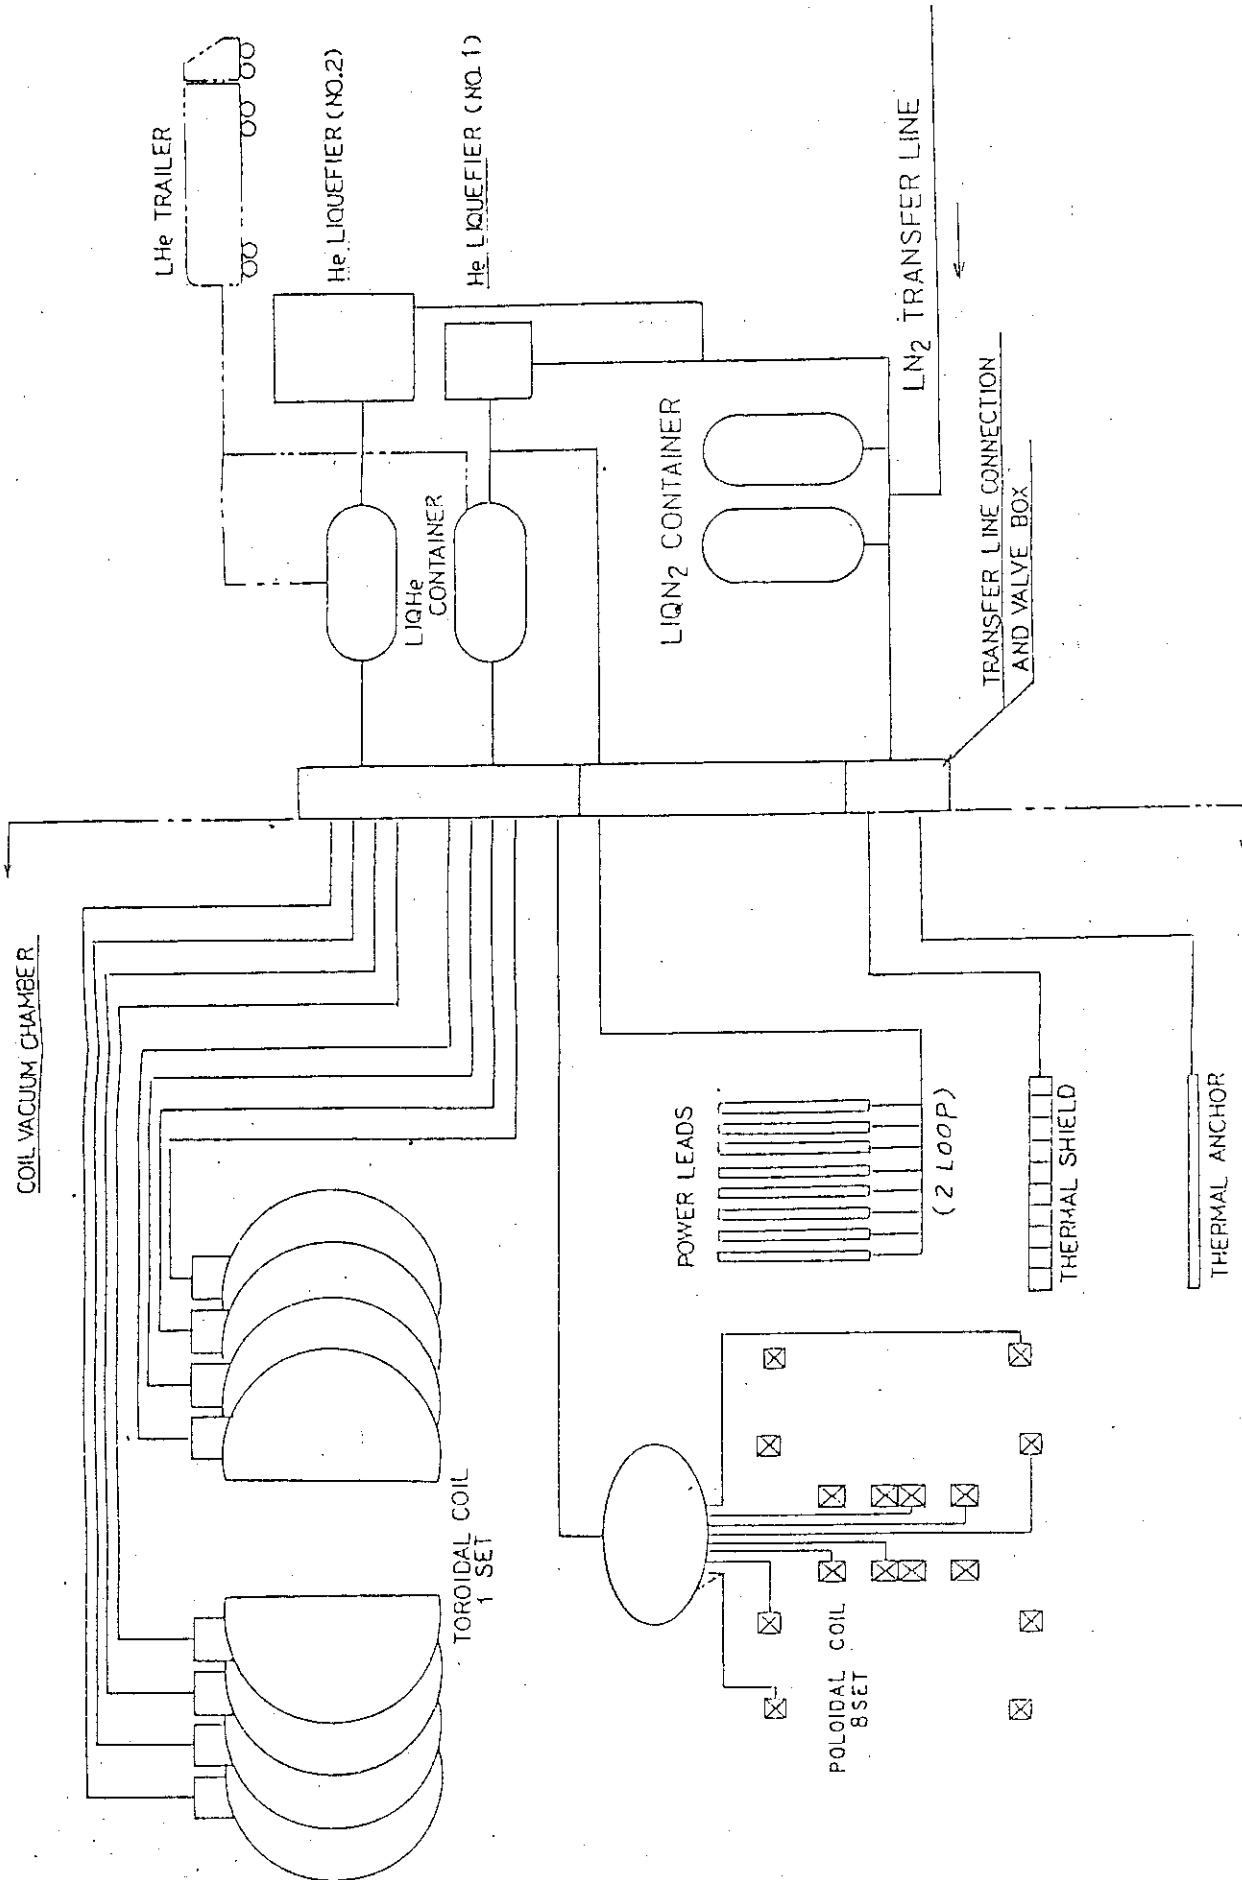 COIL VACUUM CHAMBER
LHe TRAILER
He LIQUEFIER (NO.2)
He LIQUEFIER (NO.1)
LIQHe
CONTAINER
LIQN2 CONTAINER
LN2 TRANSFER LINE
TRANSFER LINE CONNECTION
AND VALVE BOX
TOROIDAL COIL
1 SET
POWER LEADS
(2 LOOP)
THERMAL SHIELD
THERMAL ANCHOR
POLOIDAL COIL
8SET